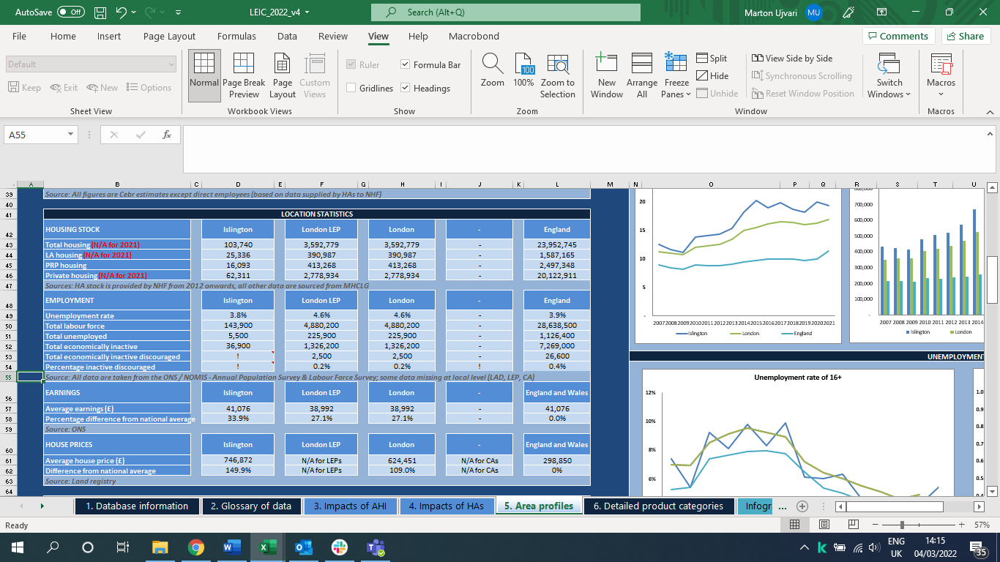 AutoSave Off LEIC_2022_v4 Search (Alt+Q) Marton Ujvari MU
File Home Insert Page Layout Formulas Data Review View Help Macrobond Comments Share
Default
Keep Exit New Options
Sheet View
Normal Page Break Preview Page Layout Custom Views
Workbook Views
Ruler Formula Bar
Gridlines Headings
Show
Zoom 100 100% Zoom to Selection
Zoom
New Window Arrange All Freeze Panes
Split
Hide
Unhide
View Side by Side
Synchronous Scrolling
Reset Window Position
Switch Windows
Window
Macros
Macros
A55 fx
A B C D E F G H I J K L M N O P Q R S T U
39 Source: All figures are Cebr estimates except direct employees (based on data supplied by HAs to NHF)
40
41 LOCATION STATISTICS
42 HOUSING STOCK Islington London LEP London - England
43 Total housing (N/A for 2021) 103,740 3,592,779 3,592,779 - 23,952,745
44 LA housing (N/A for 2021) 25,336 390,987 390,987 - 1,587,165
45 PRP housing 16,093 413,268 413,268 - 2,497,348
46 Private housing (N/A for 2021) 62,311 2,778,934 2,778,934 - 20,122,911
47 Sources: HA stock is provided by NHF from 2012 onwards, all other data are sourced from MHCLG
48 EMPLOYMENT Islington London LEP London - England
49 Unemployment rate 3.8% 4.6% 4.6% - 3.9%
50 Total labour force 143,900 4,880,200 4,880,200 - 28,638,500
51 Total unemployed 5,500 225,900 225,900 - 1,126,400
52 Total economically inactive 36,900 1,326,200 1,326,200 - 7,269,000
53 Total economically inactive discouraged ! 2,500 2,500 - 26,600
54 Percentage inactive discouraged ! 0.2% 0.2% ! 0.4%
55 Source: All data are taken from the ONS / NOMIS - Annual Population Survey & Labour Force Survey; some data missing at local level (LAD, LEP, CA)
56 EARNINGS Islington London LEP London - England and Wales
57 Average earnings (£) 41,076 38,992 38,992 - 41,076
58 Percentage difference from national average 33.9% 27.1% 27.1% - 0.0%
59 Source: ONS
60 HOUSE PRICES Islington London LEP London - England and Wales
61 Average house price (£) 746,872 N/A for LEPs 624,451 N/A for CAs 298,850
62 Difference from national average 149.9% N/A for LEPs 109.0% N/A for CAs 0%
63 Source: Land registry
64
20
15
10
5
-
2007 2008 2009 2010 2011 2012 2013 2014 2015 2016 2017 2018 2019 2020 2021
Islington London England
700,000
600,000
500,000
400,000
300,000
200,000
100,000
-
2007 2008 2009 2010 2011 2012 2013 2014
Islington London
UNEMPLOYMENT
Unemployment rate of 16+
12%
10%
8%
6%
1.0
0.9
0.8
0.7
0.6
0.5
1. Database information 2. Glossary of data 3. Impacts of AHI 4. Impacts of HAs 5. Area profiles 6. Detailed product categories Infogr ...
Ready 57%
ENG
UK
14:15
04/03/2022
35